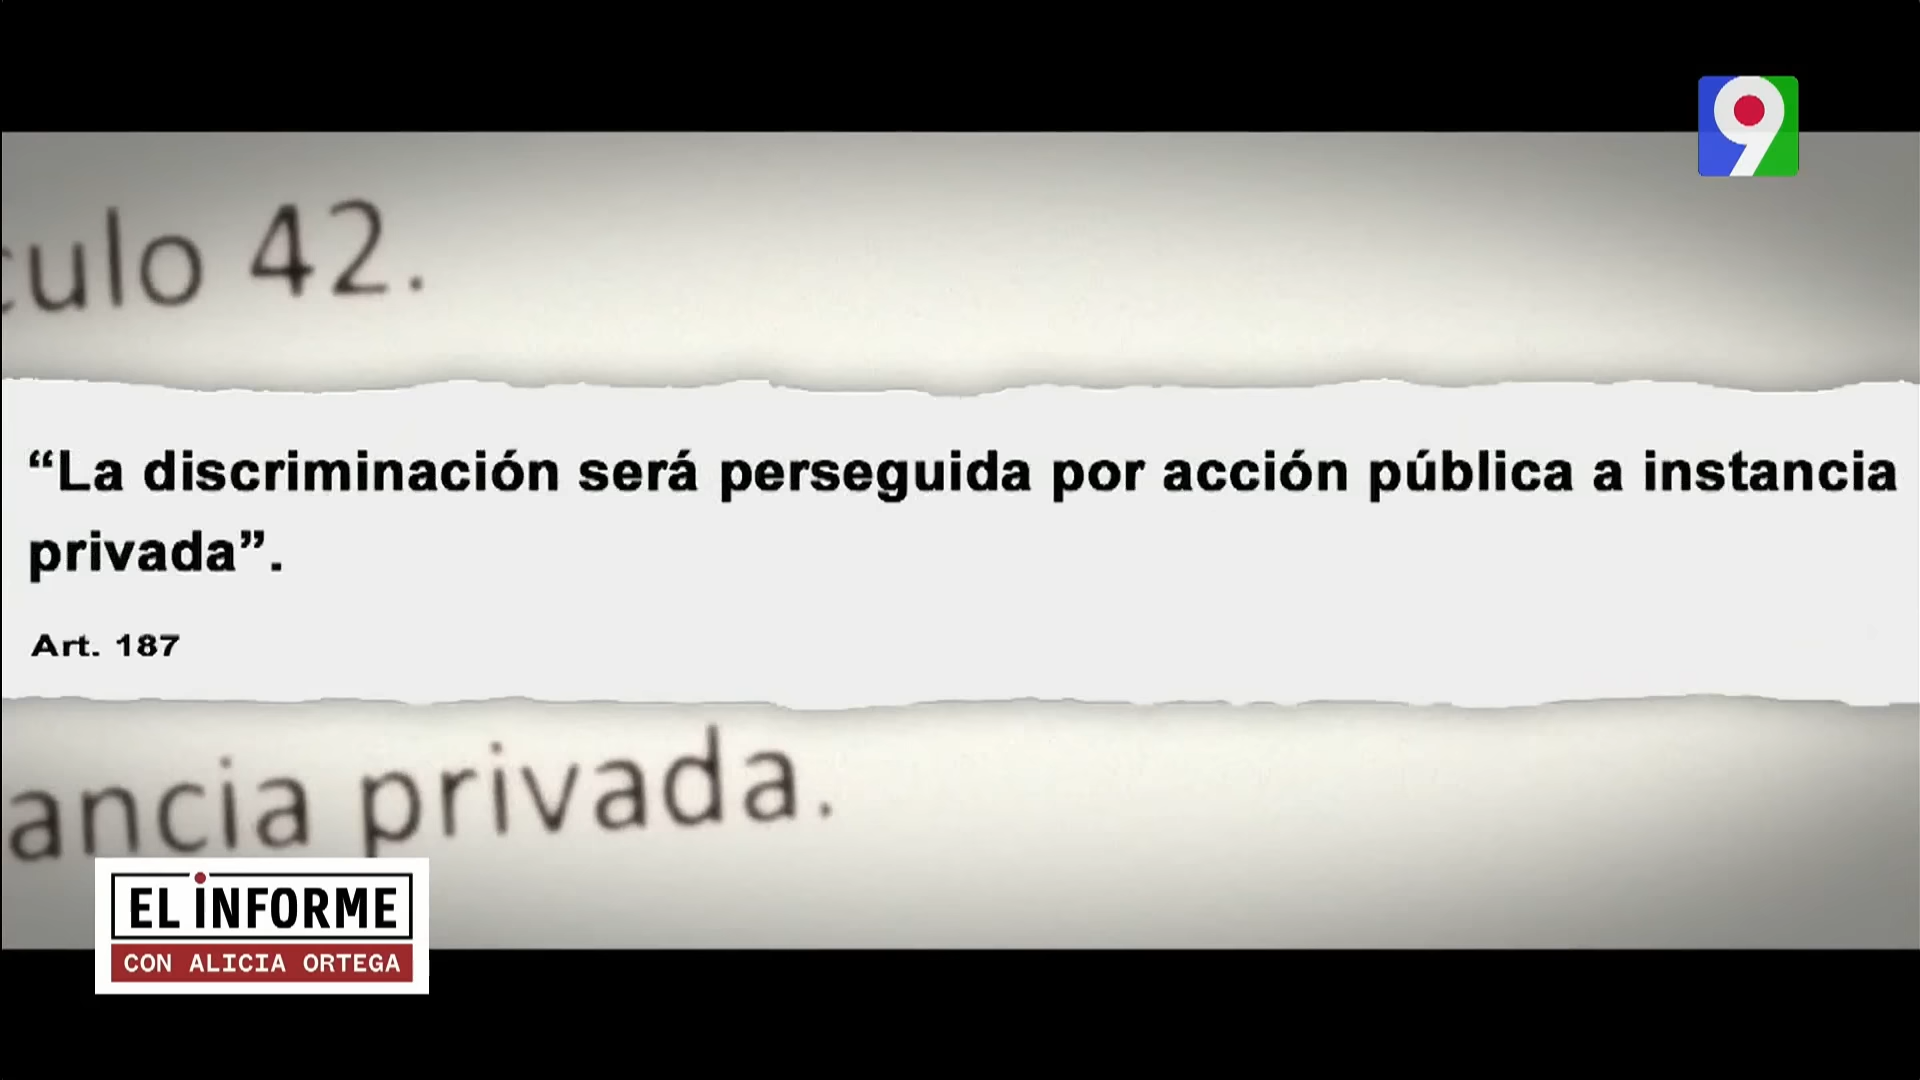 9
culo 42.
“La discriminación será perseguida por acción pública a instancia
privada”.
Art. 187
ancia privada.
EL INFORME
CON ALICIA ORTEGA